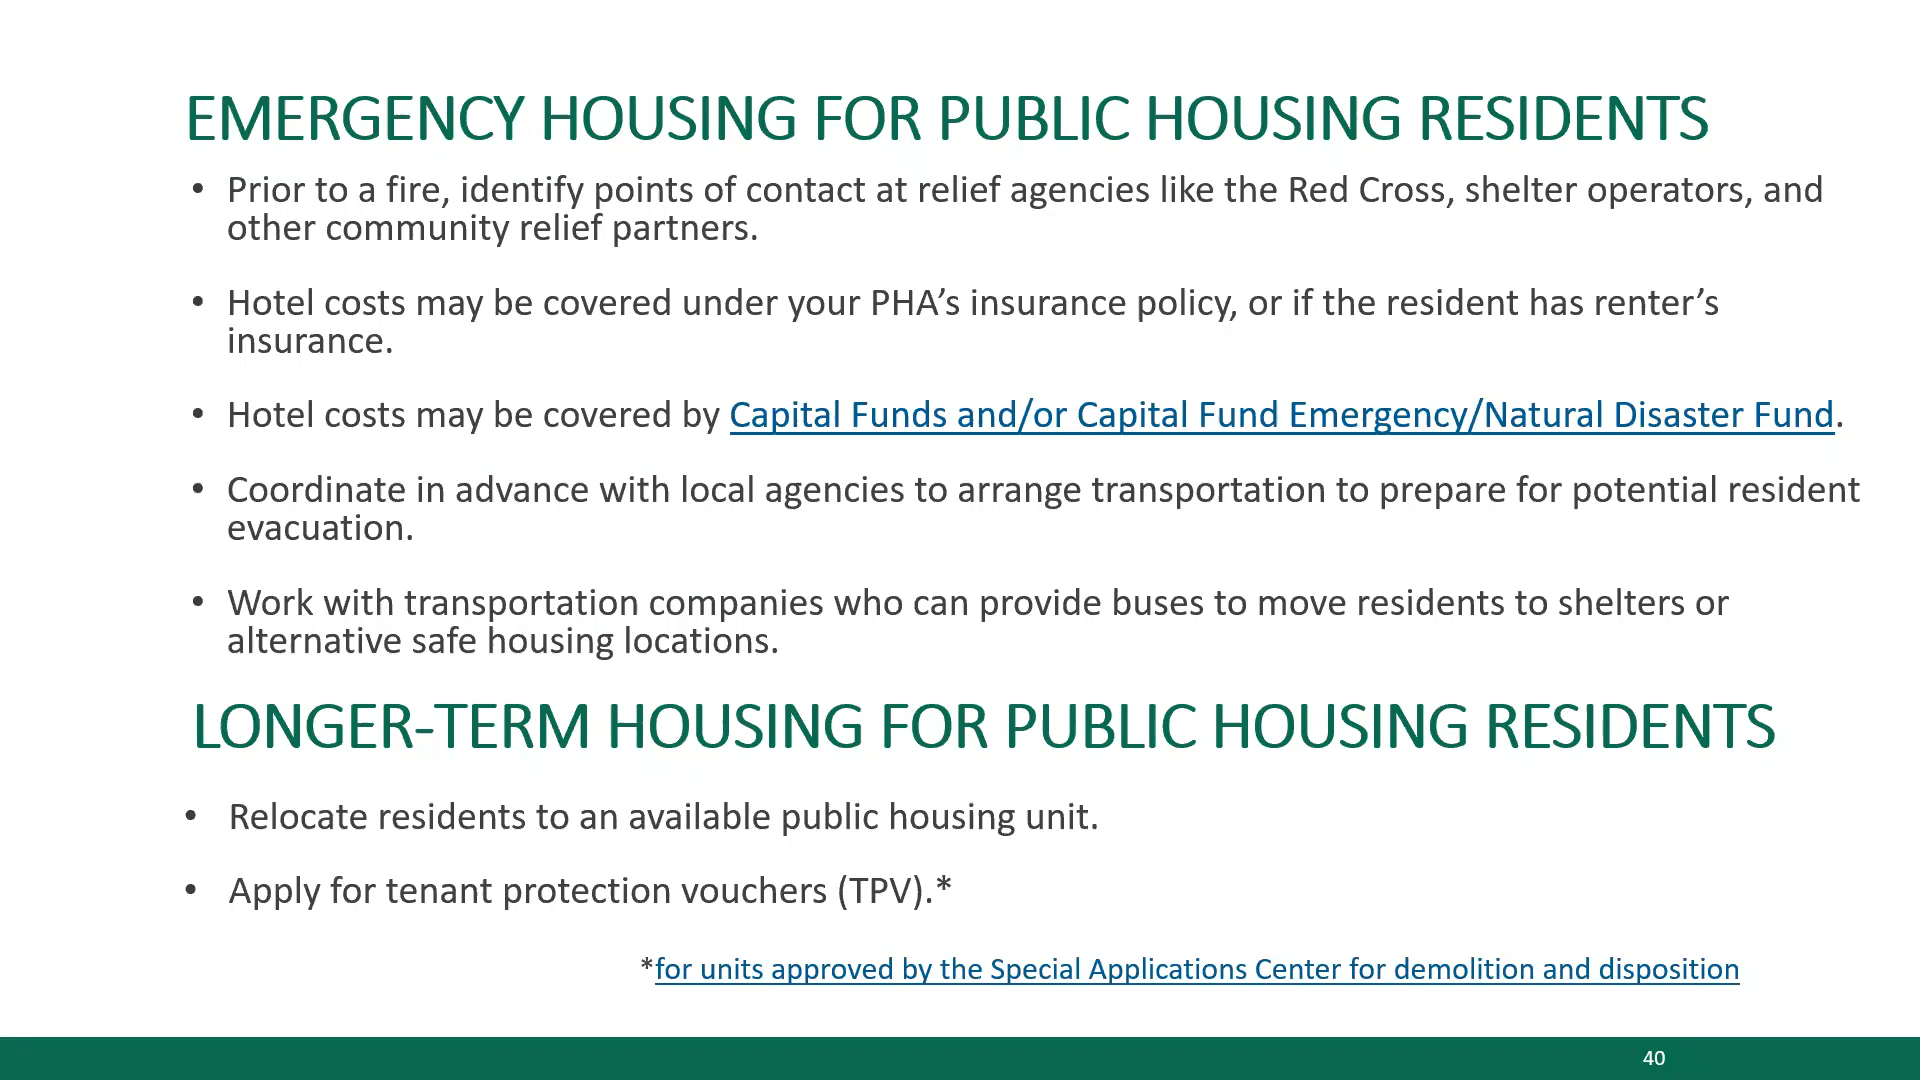 EMERGENCY HOUSING FOR PUBLIC HOUSING RESIDENTS
• Prior to a fire, identify points of contact at relief agencies like the Red Cross, shelter operators, and
other community relief partners.
• Hotel costs may be covered under your PHA’s insurance policy, or if the resident has renter’s
insurance.
• Hotel costs may be covered by Capital Funds and/or Capital Fund Emergency/Natural Disaster Fund.
• Coordinate in advance with local agencies to arrange transportation to prepare for potential resident
evacuation.
• Work with transportation companies who can provide buses to move residents to shelters or
alternative safe housing locations.
LONGER-TERM HOUSING FOR PUBLIC HOUSING RESIDENTS
• Relocate residents to an available public housing unit.
• Apply for tenant protection vouchers (TPV).*
*for units approved by the Special Applications Center for demolition and disposition
40